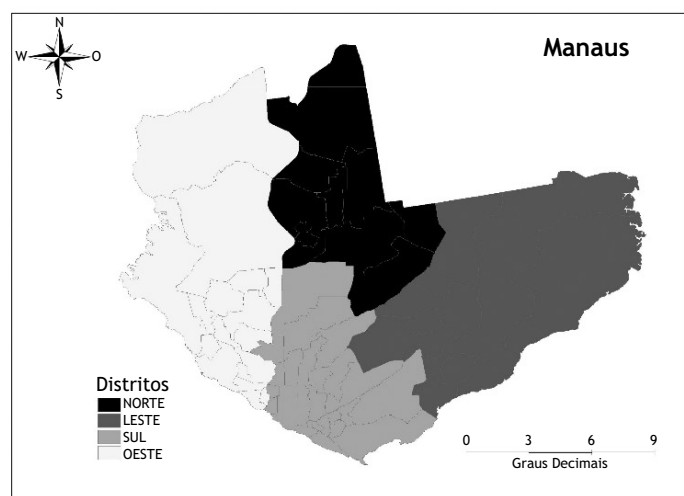 Manaus
N
W O
S
Distritos
NORTE
LESTE
SUL
OESTE
0 3 6 9
Graus Decimais